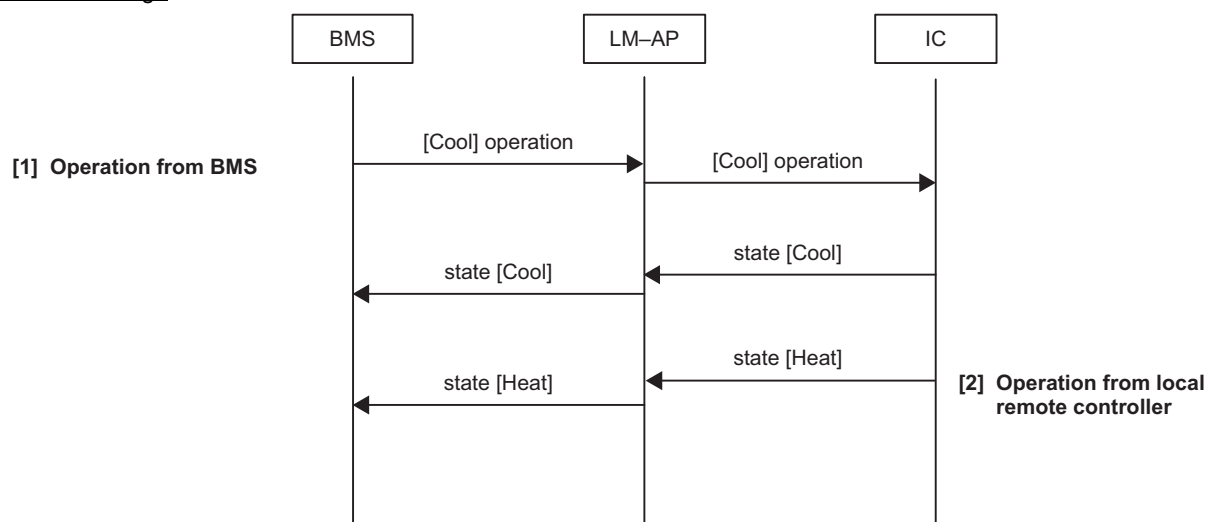 BMS
LM–AP
IC
[1] Operation from BMS
[Cool] operation
[Cool] operation
state [Cool]
state [Cool]
state [Heat]
state [Heat]
[2] Operation from local
remote controller